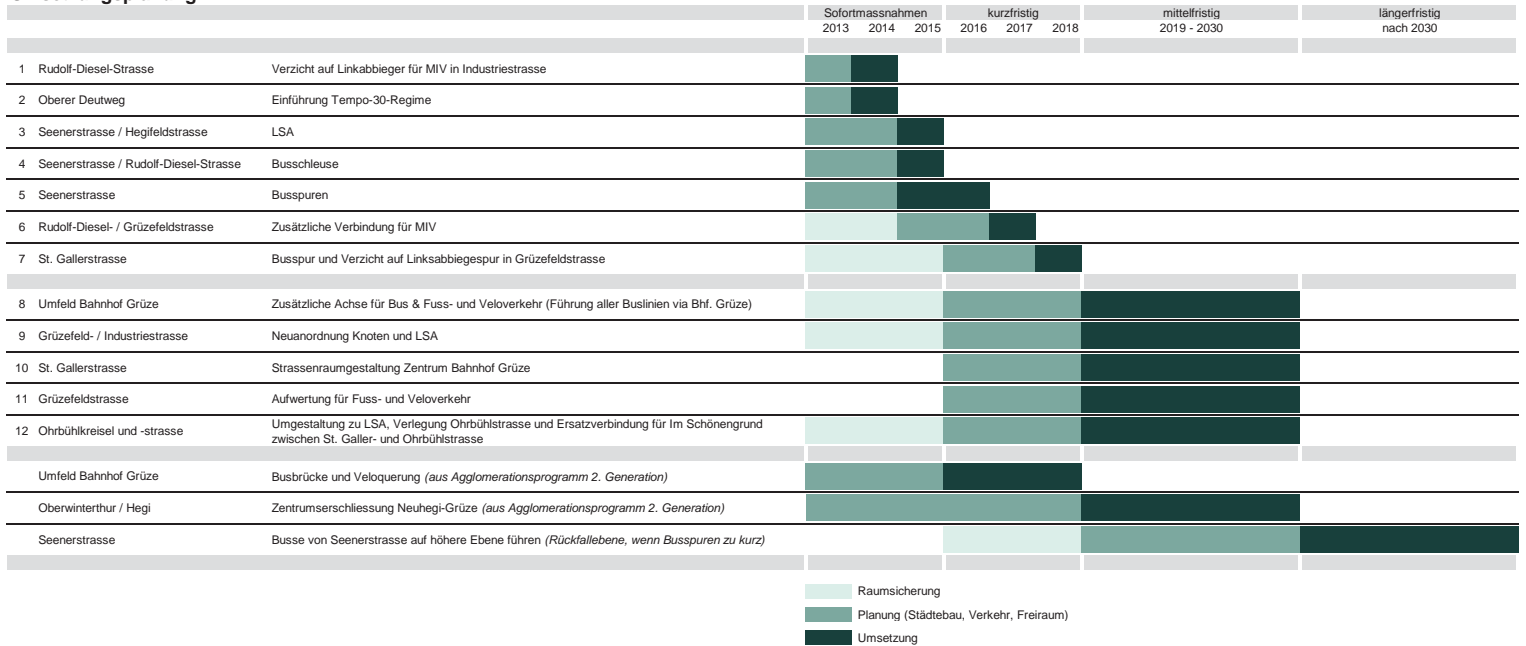 Sofortmassnahmen kurzfristig mittelfristig längerfristig
2013 2014 2015 2016 2017 2018 2019 - 2030 nach 2030
1 Rudolf-Diesel-Strasse Verzicht auf Linkabbieger für MIV in Industriestrasse
2 Oberer Deutweg Einführung Tempo-30-Regime
3 Seenerstrasse / Hegifeldstrasse LSA
4 Seenerstrasse / Rudolf-Diesel-Strasse Busschleuse
5 Seenerstrasse Busspuren
6 Rudolf-Diesel- / Grüzefeldstrasse Zusätzliche Verbindung für MIV
7 St. Gallerstrasse Busspur und Verzicht auf Linksabbiegespur in Grüzefeldstrasse
8 Umfeld Bahnhof Grüze Zusätzliche Achse für Bus & Fuss- und Veloverkehr (Führung aller Buslinien via Bhf. Grüze)
9 Grüzefeld- / Industriestrasse Neuanordnung Knoten und LSA
10 St. Gallerstrasse Strassenraumgestaltung Zentrum Bahnhof Grüze
11 Grüzefeldstrasse Aufwertung für Fuss- und Veloverkehr
12 Ohrbühlkreisel und -strasse Umgestaltung zu LSA, Verlegung Ohrbühlstrasse und Ersatzverbindung für Im Schönengrund
zwischen St. Galler- und Ohrbühlstrasse
Umfeld Bahnhof Grüze Busbrücke und Veloquerung (aus Agglomerationsprogramm 2. Generation)
Oberwinterthur / Hegi Zentrumserschliessung Neuhegi-Grüze (aus Agglomerationsprogramm 2. Generation)
Seenerstrasse Busse von Seenerstrasse auf höhere Ebene führen (Rückfallebene, wenn Busspuren zu kurz)
Raumsicherung
Planung (Städtebau, Verkehr, Freiraum)
Umsetzung